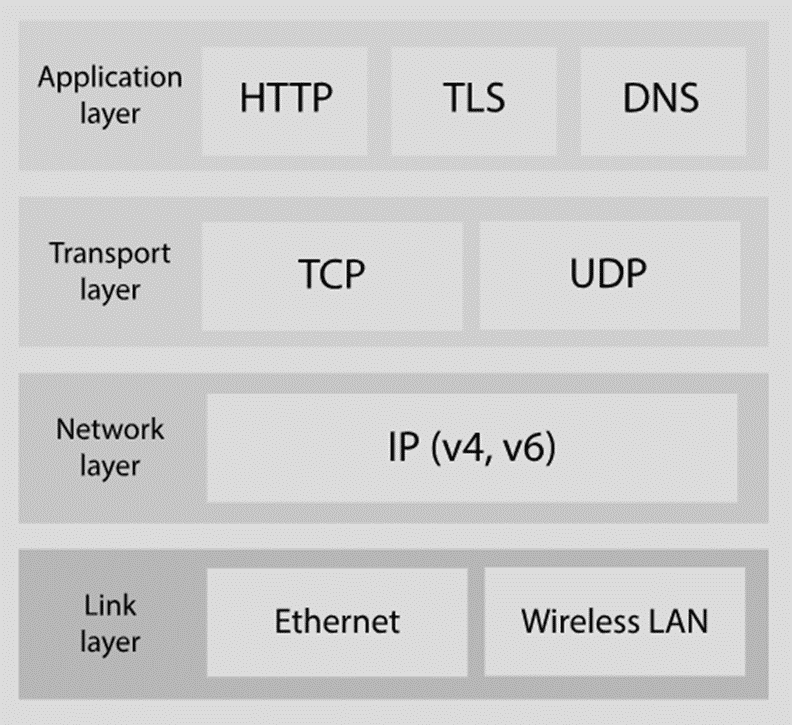 Application
layer
HTTP
TLS
DNS
Transport
layer
TCP
UDP
Network
layer
IP (v4, v6)
Link
layer
Ethernet
Wireless LAN